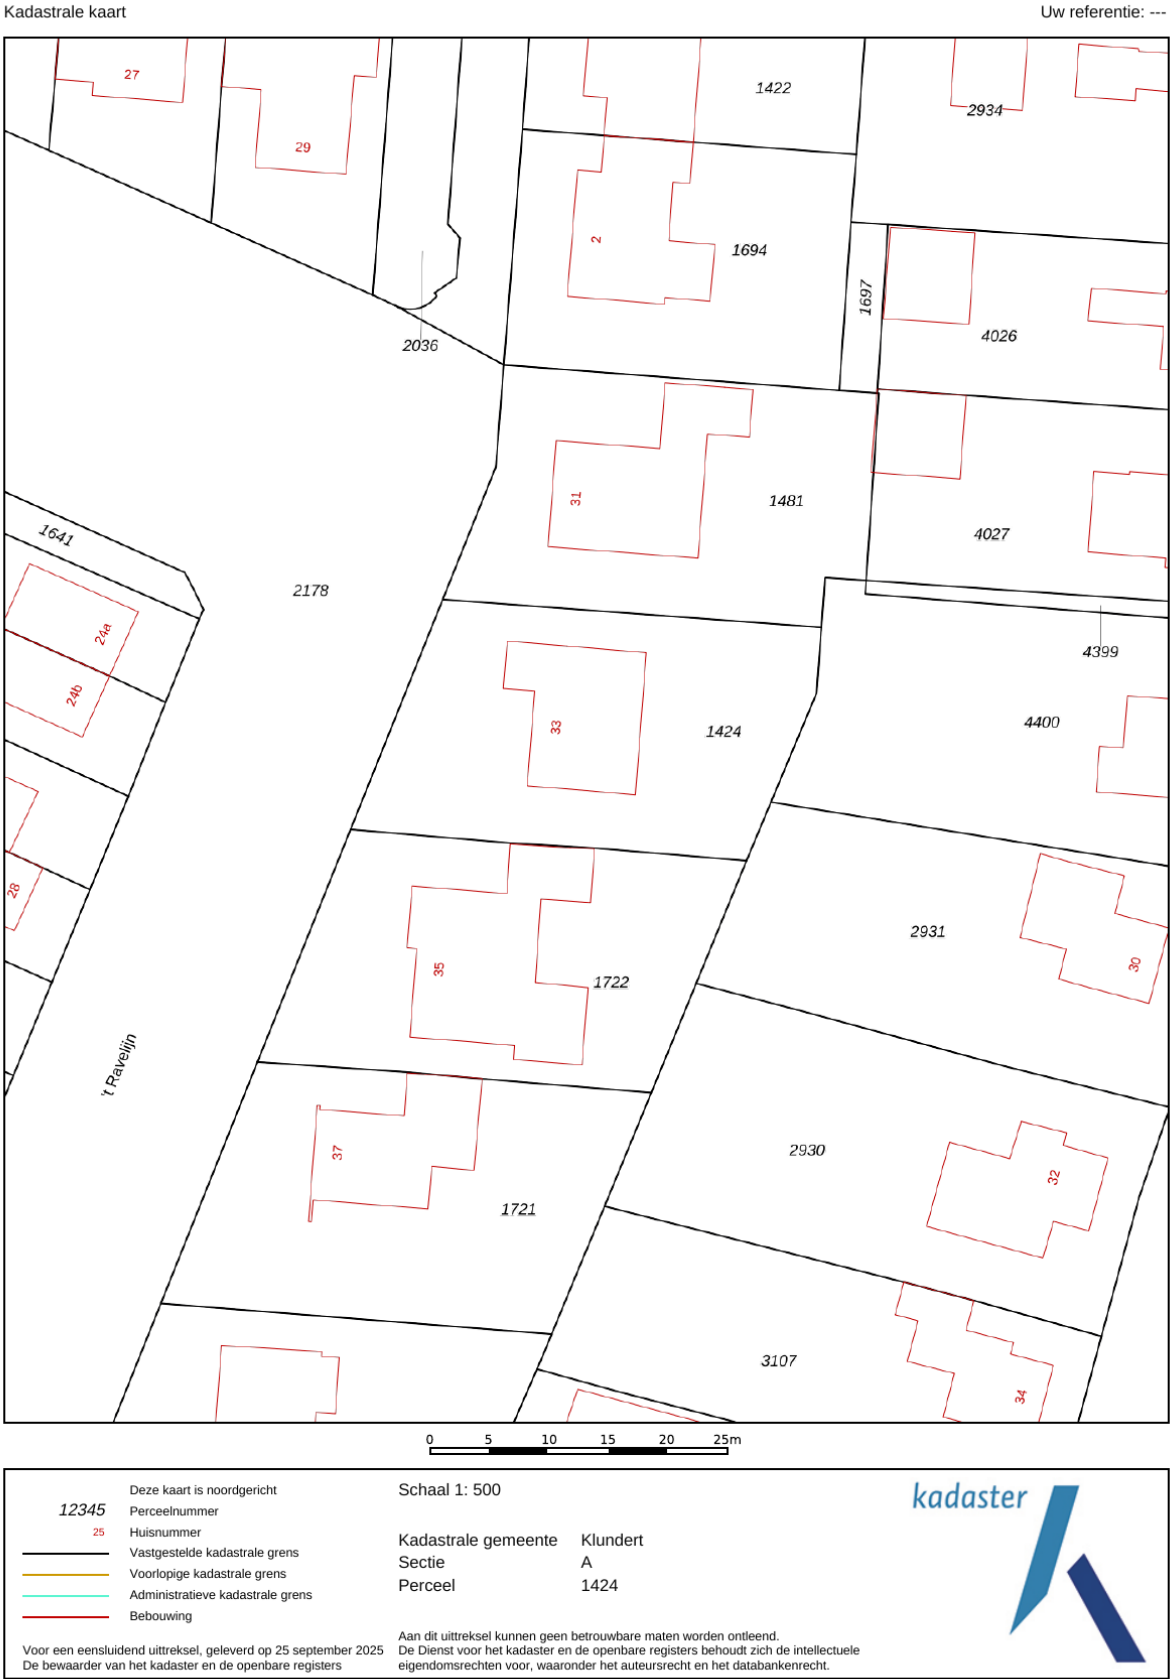 Kadastrale kaart
Uw referentie: ---
27
1422
2934
29
2
1694
1697
4026
2036
31
1481
1641
4027
2178
24a
4399
24b
33
1424
4400
28
2931
35
30
1722
't Ravelijn
37
2930
32
1721
3107
34
0 5 10 15 20 25m
Deze kaart is noordgericht
12345 Perceelnummer
25 Huisnummer
Vastgestelde kadastrale grens
Voorlopige kadastrale grens
Administratieve kadastrale grens
Bebouwing
Voor een eensluidend uittreksel, geleverd op 25 september 2025
De bewaarder van het kadaster en de openbare registers
Schaal 1: 500
Kadastrale gemeente Klundert
Sectie A
Perceel 1424
Aan dit uittreksel kunnen geen betrouwbare maten worden ontleend.
De Dienst voor het kadaster en de openbare registers behoudt zich de intellectuele
eigendomsrechten voor, waaronder het auteursrecht en het databankenrecht.
kadaster